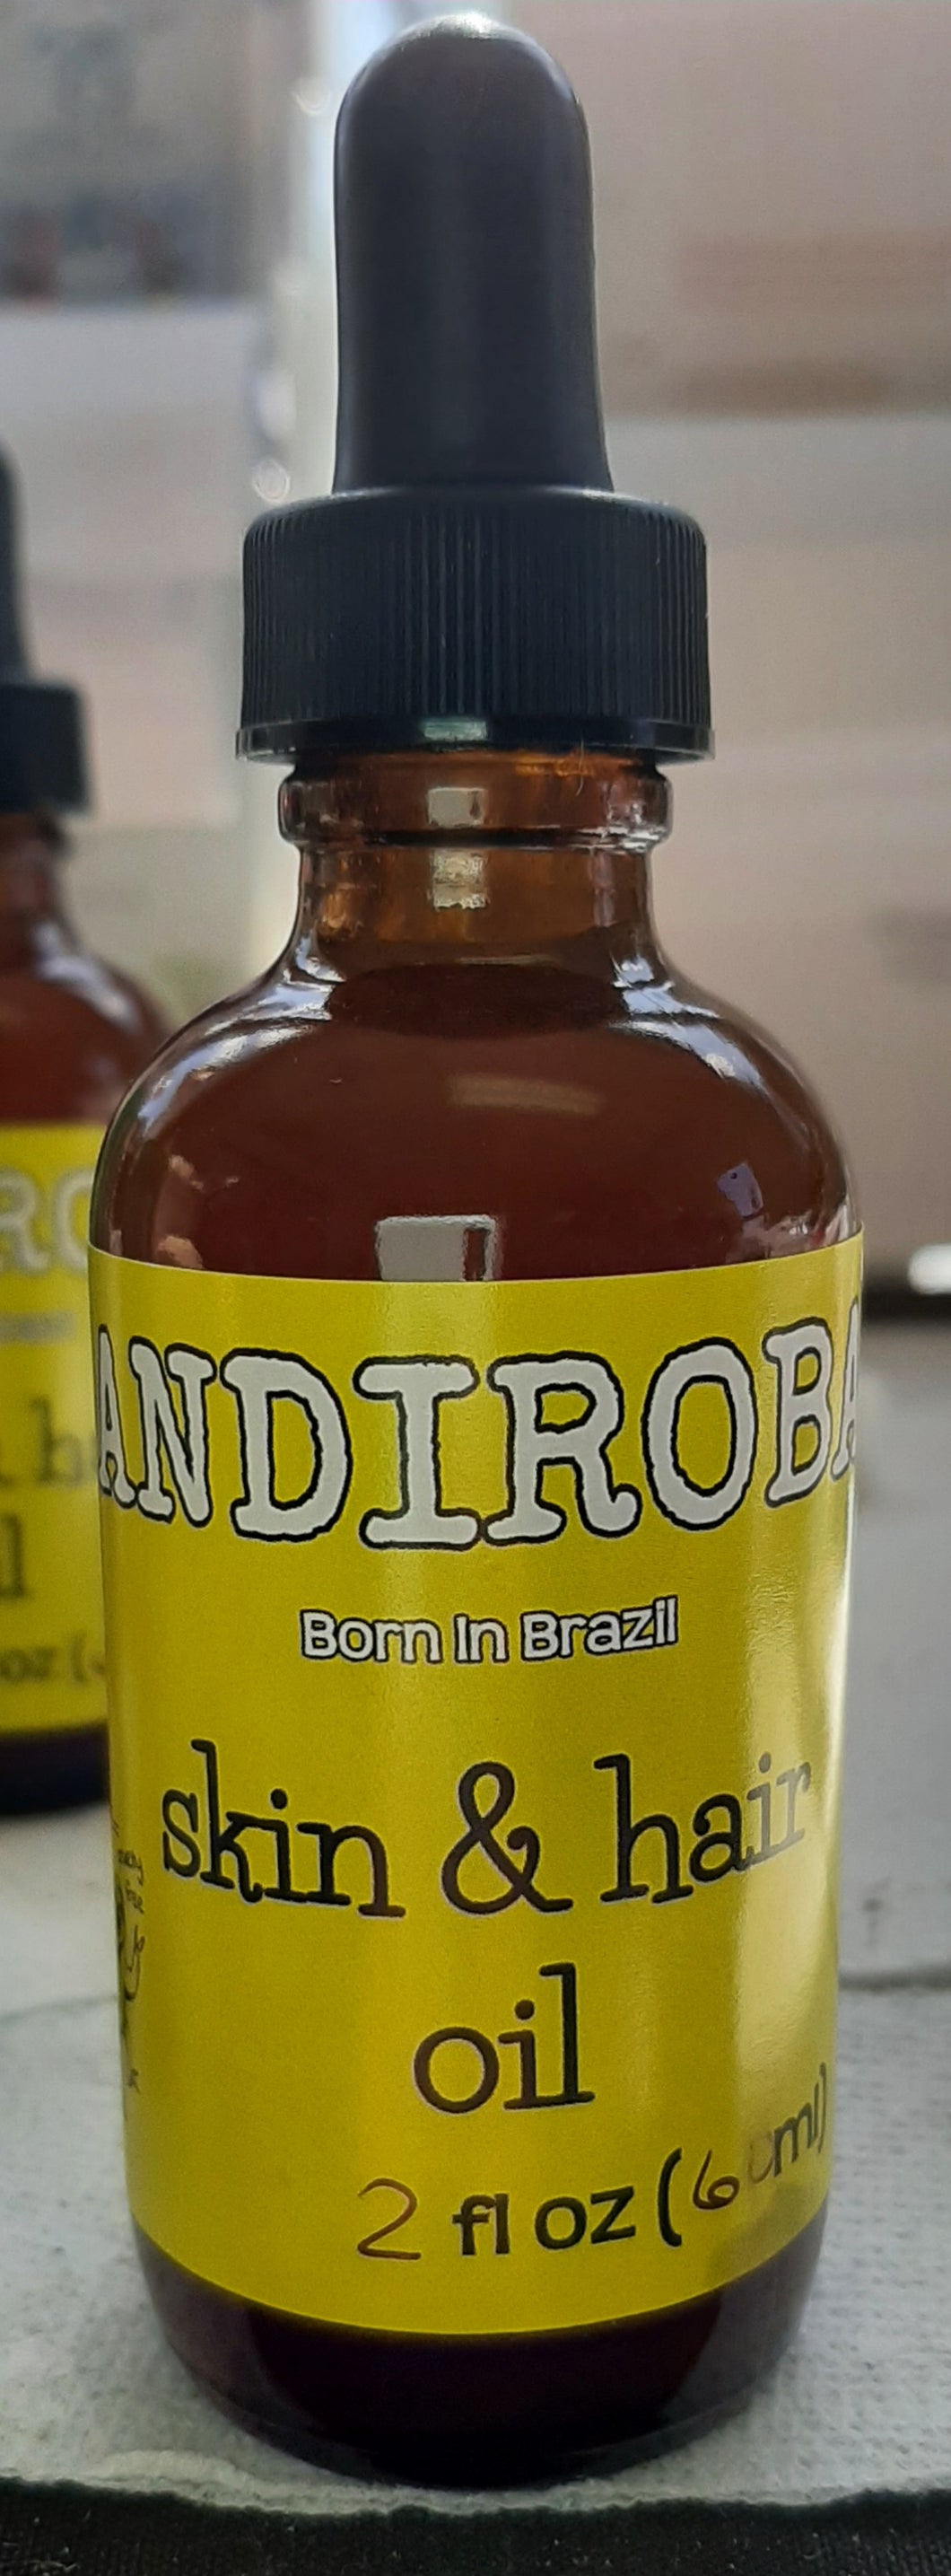 ANDIROBA
Born In Brazil
skin & hair
oil
2 fl oz (60ml)